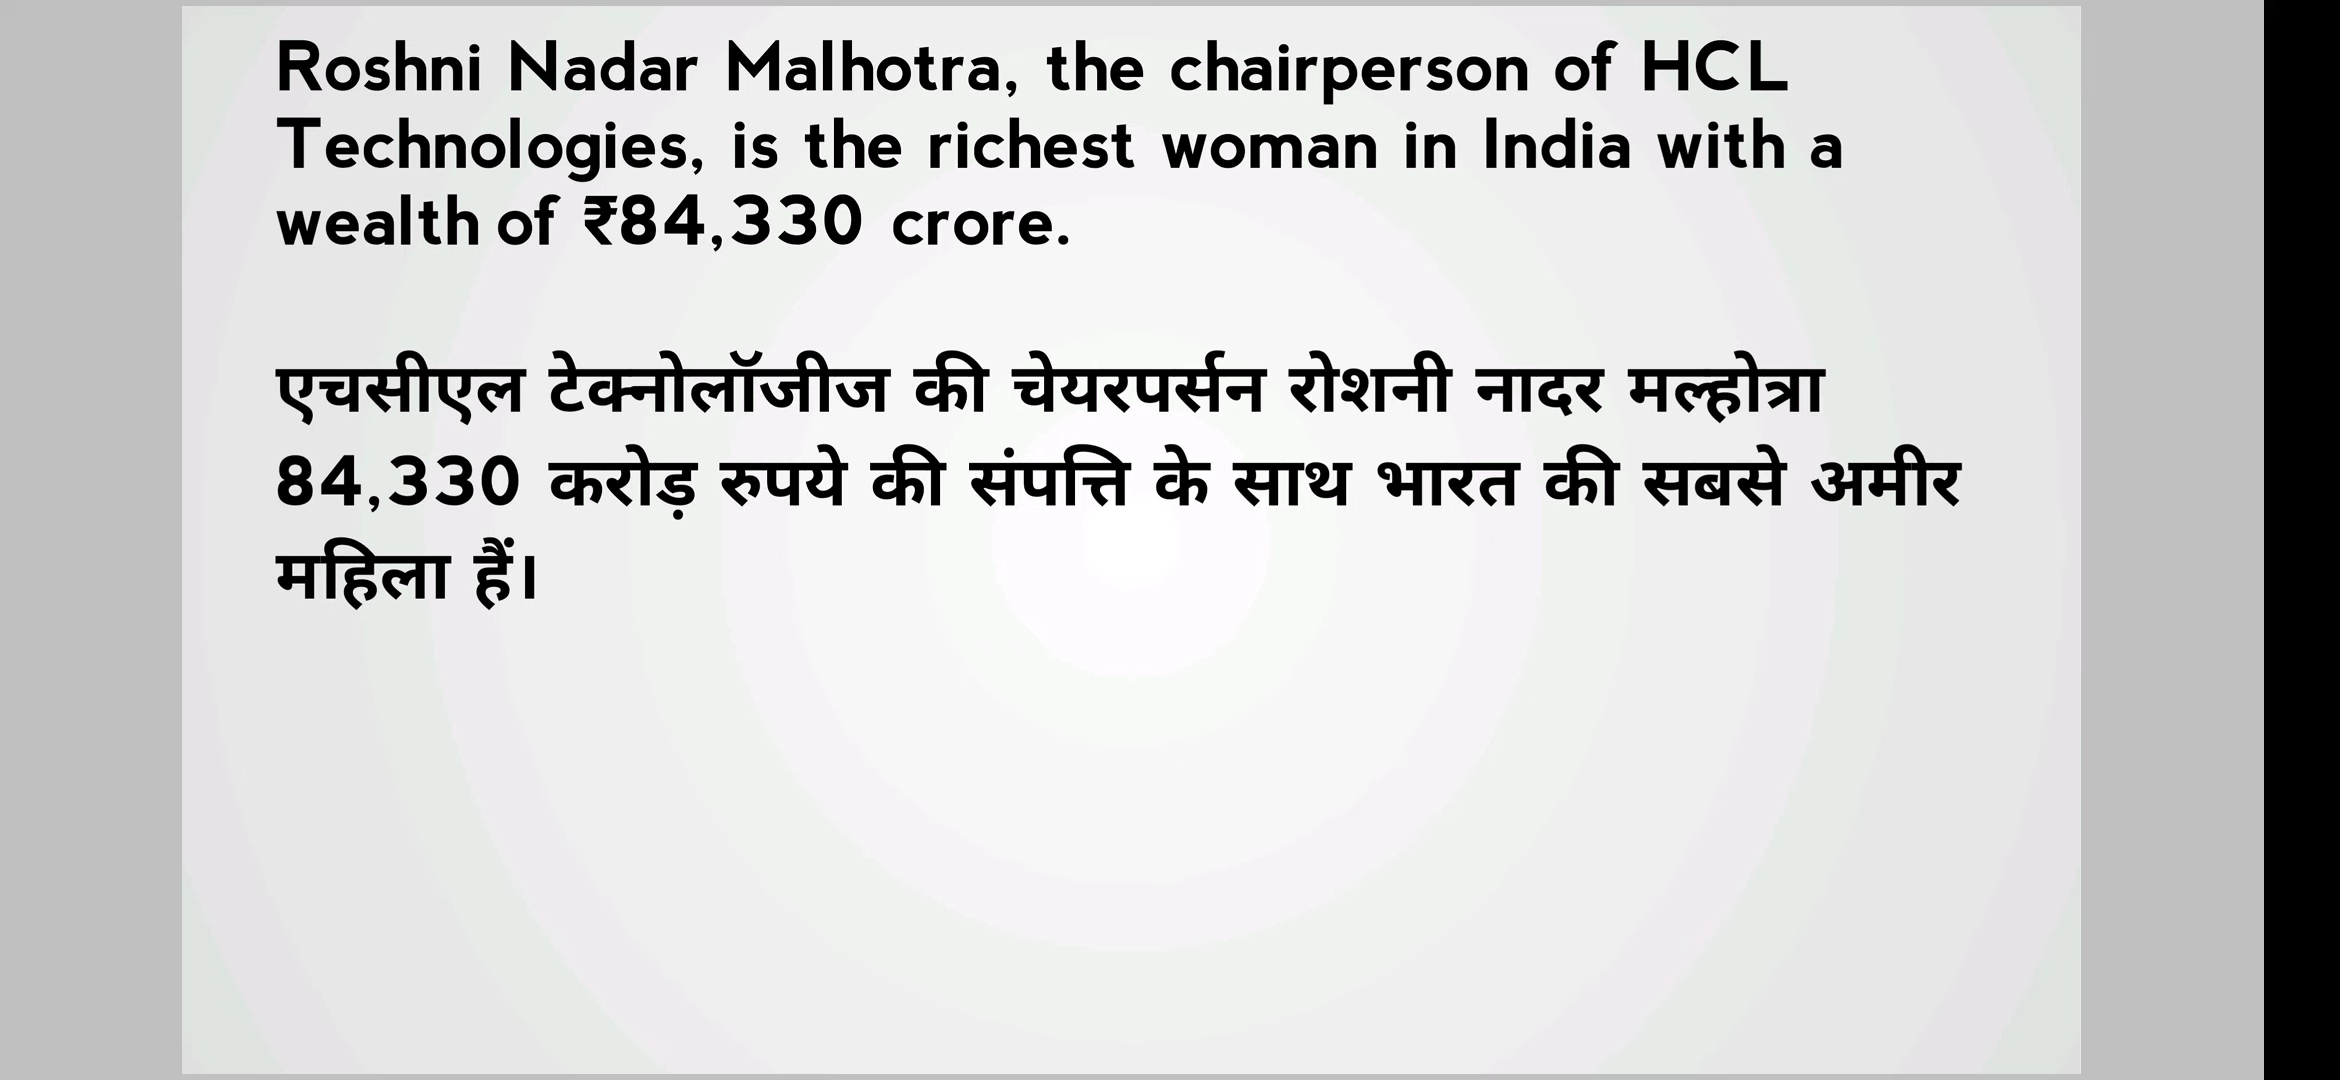 Roshni Nadar Malhotra, the chairperson of HCL
Technologies, is the richest woman in India with a
wealth of ₹84,330 crore.
एचसीएल टेक्नोलॉजीज की चेयरपर्सन रोशनी नादर मल्होत्रा
84,330 करोड़ रुपये की संपत्ति के साथ भारत की सबसे अमीर
महिला हैं।